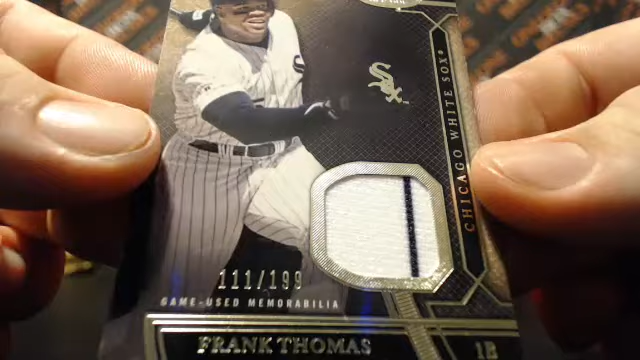 Sox
CHICAGO WHITE SOX
111/199
GAME-USED MEMORABILIA
FRANK THOMAS
1B